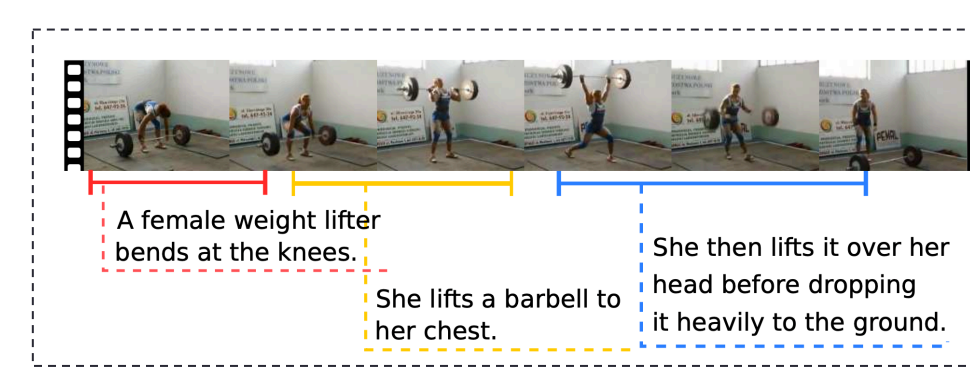 A female weight lifter
bends at the knees.
She lifts a barbell to
her chest.
She then lifts it over her
head before dropping
it heavily to the ground.